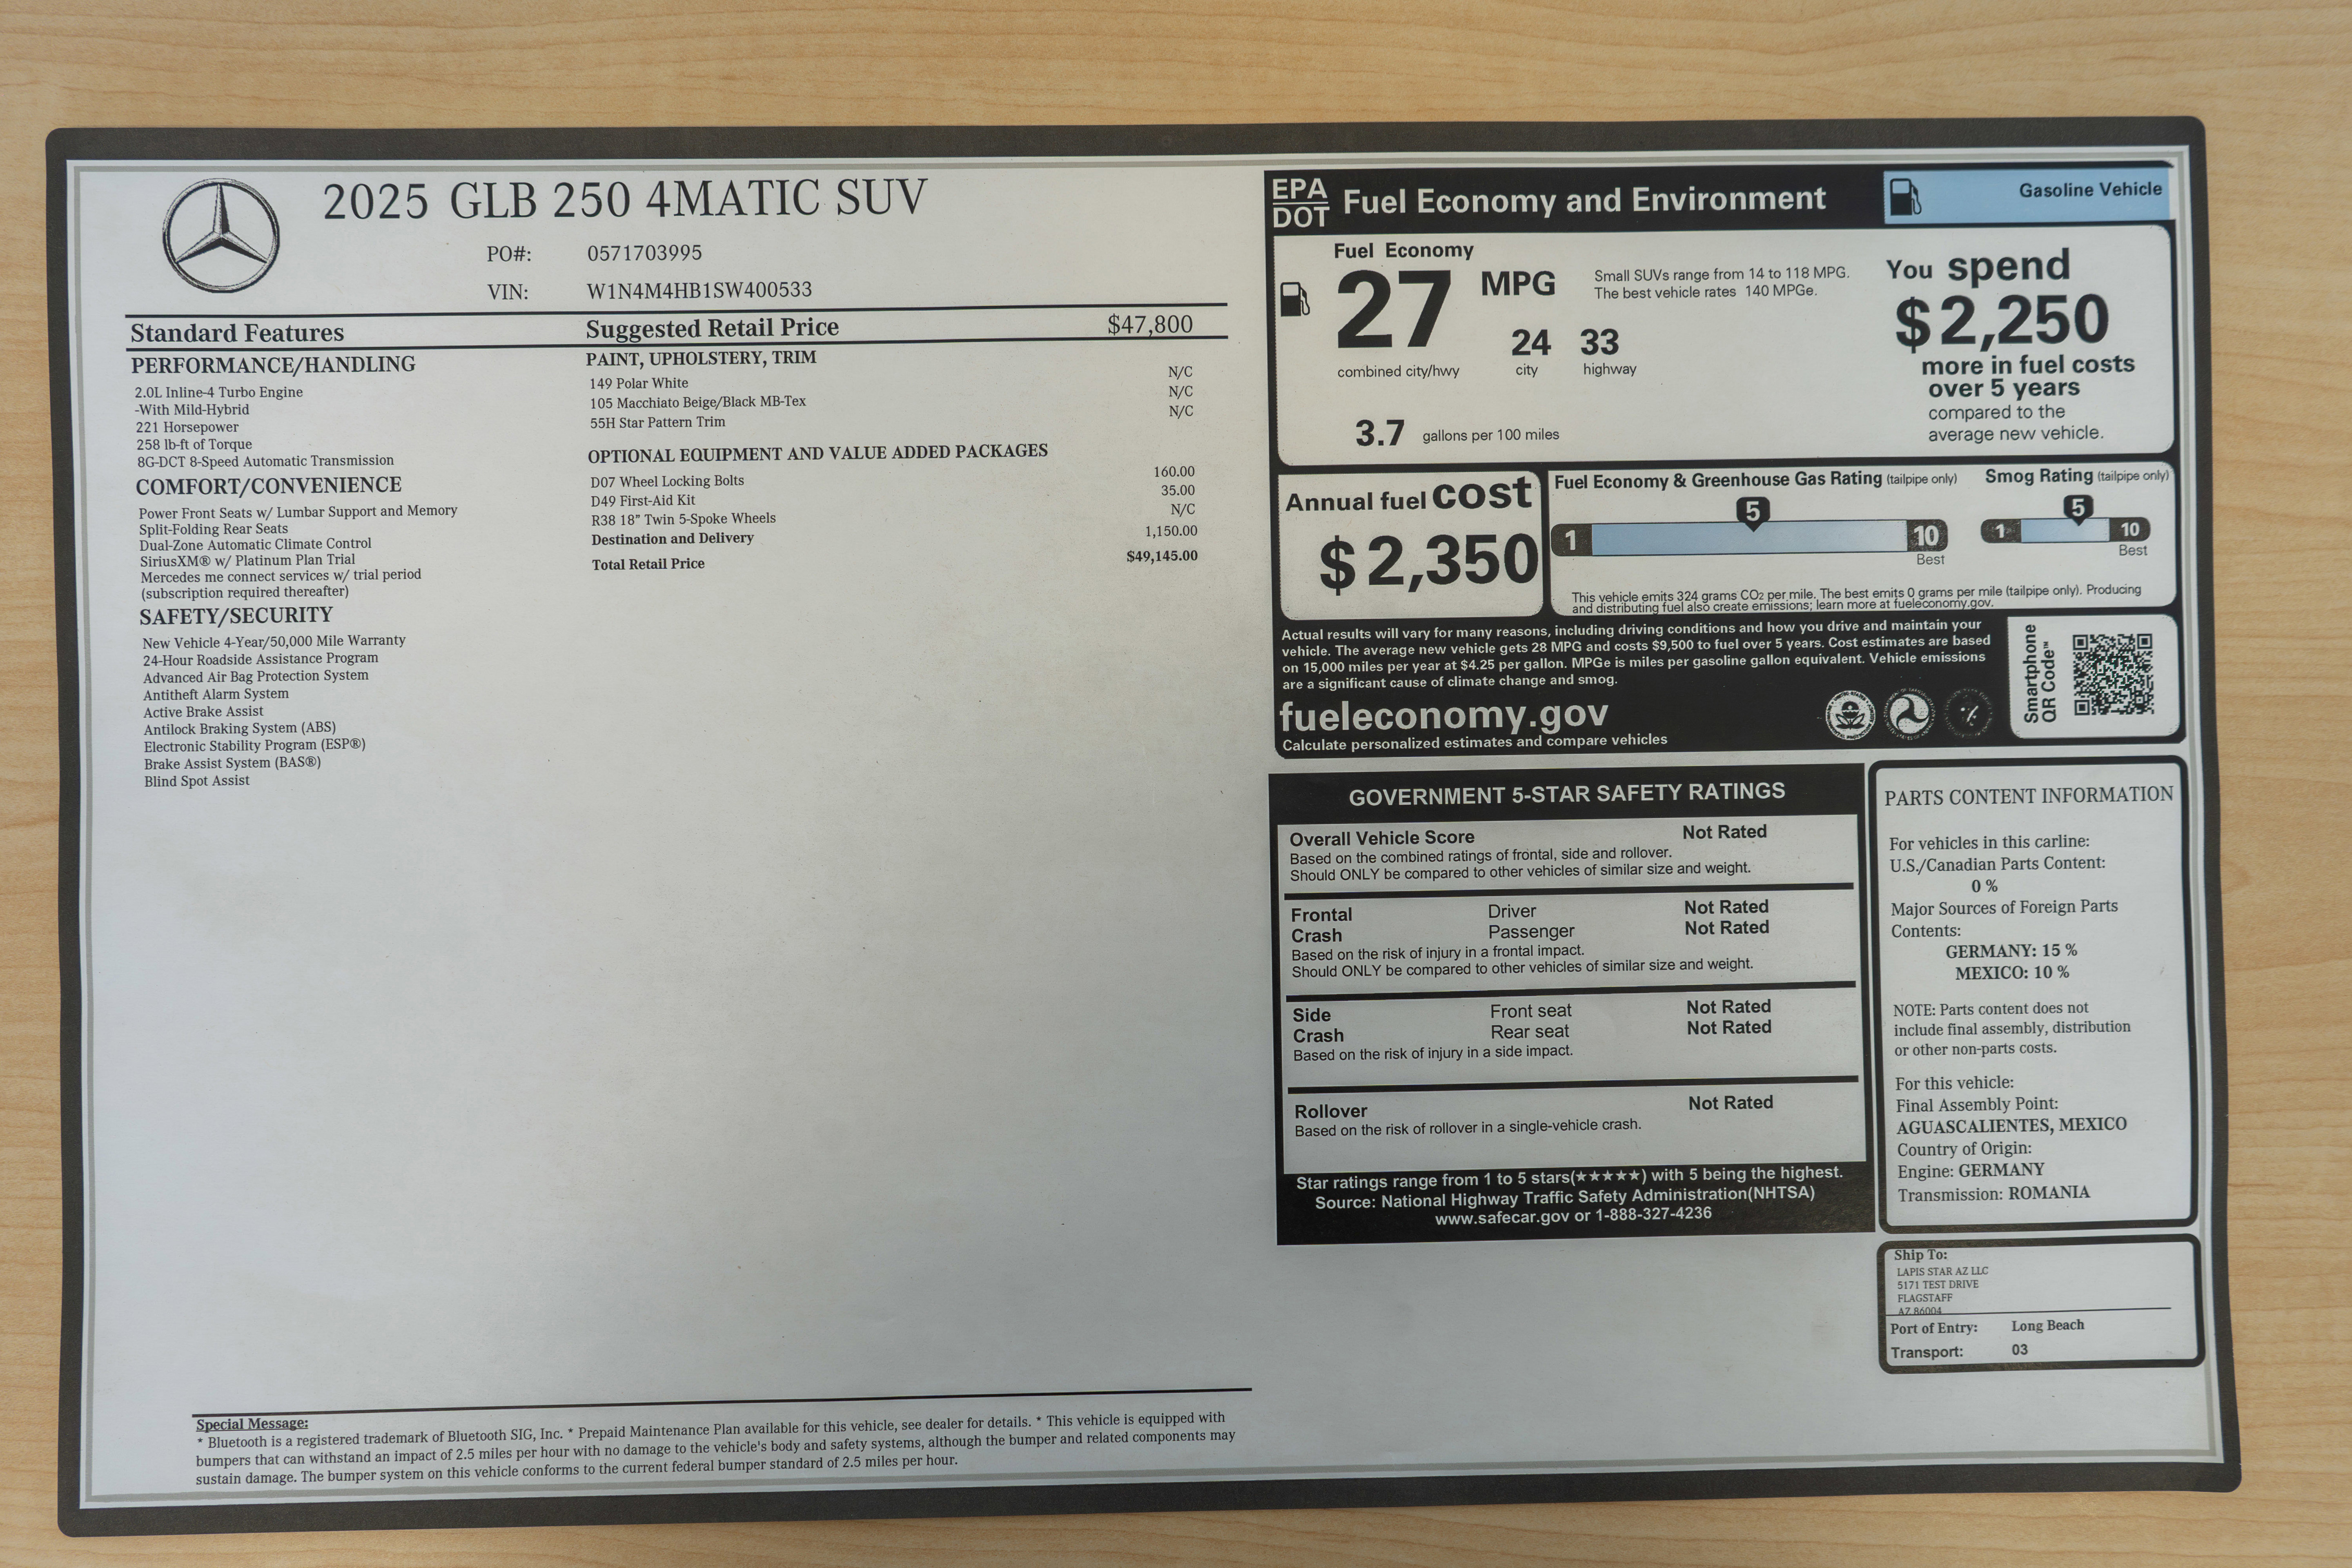 2025 GLB 250 4MATIC SUV
PO#: 0571703995
VIN: W1N4M4HB1SW400533
Standard Features
PERFORMANCE/HANDLING
2.0L Inline-4 Turbo Engine
-With Mild-Hybrid
221 Horsepower
258 lb-ft of Torque
8G-DCT 8-Speed Automatic Transmission
COMFORT/CONVENIENCE
Power Front Seats w/ Lumbar Support and Memory
Split-Folding Rear Seats
Dual-Zone Automatic Climate Control
SiriusXM® w/ Platinum Plan Trial
Mercedes me connect services w/ trial period
(subscription required thereafter)
SAFETY/SECURITY
New Vehicle 4-Year/50,000 Mile Warranty
24-Hour Roadside Assistance Program
Advanced Air Bag Protection System
Antitheft Alarm System
Active Brake Assist
Antilock Braking System (ABS)
Electronic Stability Program (ESP®)
Brake Assist System (BAS®)
Blind Spot Assist
Suggested Retail Price $47,800
PAINT, UPHOLSTERY, TRIM
149 Polar White N/C
105 Macchiato Beige/Black MB-Tex N/C
55H Star Pattern Trim N/C
OPTIONAL EQUIPMENT AND VALUE ADDED PACKAGES
D07 Wheel Locking Bolts 160.00
D49 First-Aid Kit 35.00
R38 18" Twin 5-Spoke Wheels N/C
Destination and Delivery 1,150.00
Total Retail Price $49,145.00
Special Message:
* Bluetooth is a registered trademark of Bluetooth SIG, Inc. * Prepaid Maintenance Plan available for this vehicle, see dealer for details. * This vehicle is equipped with
bumpers that can withstand an impact of 2.5 miles per hour with no damage to the vehicle's body and safety systems, although the bumper and related components may
sustain damage. The bumper system on this vehicle conforms to the current federal bumper standard of 2.5 miles per hour.
EPA
DOT
Fuel Economy and Environment
Gasoline Vehicle
Fuel Economy
27 MPG
combined city/hwy
24 city
33 highway
3.7 gallons per 100 miles
Small SUVs range from 14 to 118 MPG.
The best vehicle rates 140 MPGe.
You spend
$2,250
more in fuel costs
over 5 years
compared to the
average new vehicle.
Annual fuel cost
$2,350
Fuel Economy & Greenhouse Gas Rating (tailpipe only)
1 5 10
Best
Smog Rating (tailpipe only)
1 5 10
Best
This vehicle emits 324 grams CO2 per mile. The best emits 0 grams per mile (tailpipe only). Producing
and distributing fuel also create emissions; learn more at fueleconomy.gov.
Actual results will vary for many reasons, including driving conditions and how you drive and maintain your
vehicle. The average new vehicle gets 28 MPG and costs $9,500 to fuel over 5 years. Cost estimates are based
on 15,000 miles per year at $4.25 per gallon. MPGe is miles per gasoline gallon equivalent. Vehicle emissions
are a significant cause of climate change and smog.
fueleconomy.gov
Calculate personalized estimates and compare vehicles
Smartphone
QR Code™
GOVERNMENT 5-STAR SAFETY RATINGS
Overall Vehicle Score Not Rated
Based on the combined ratings of frontal, side and rollover.
Should ONLY be compared to other vehicles of similar size and weight.
Frontal Driver Not Rated
Crash Passenger Not Rated
Based on the risk of injury in a frontal impact.
Should ONLY be compared to other vehicles of similar size and weight.
Side Front seat Not Rated
Crash Rear seat Not Rated
Based on the risk of injury in a side impact.
Rollover Not Rated
Based on the risk of rollover in a single-vehicle crash.
Star ratings range from 1 to 5 stars(★★★★★) with 5 being the highest.
Source: National Highway Traffic Safety Administration(NHTSA)
www.safecar.gov or 1-888-327-4236
PARTS CONTENT INFORMATION
For vehicles in this carline:
U.S./Canadian Parts Content:
0 %
Major Sources of Foreign Parts
Contents:
GERMANY: 15 %
MEXICO: 10 %
NOTE: Parts content does not
include final assembly, distribution
or other non-parts costs.
For this vehicle:
Final Assembly Point:
AGUASCALIENTES, MEXICO
Country of Origin:
Engine: GERMANY
Transmission: ROMANIA
Ship To:
LAPIS STAR AZ LLC
5171 TEST DRIVE
FLAGSTAFF
AZ 86004
Port of Entry: Long Beach
Transport: 03